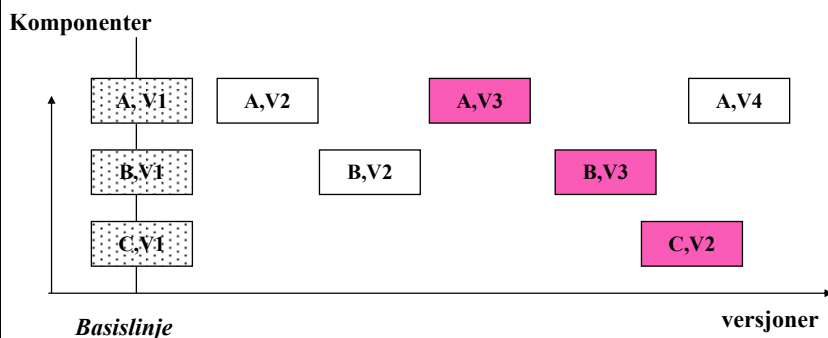 Komponenter
A, V1
A,V2
A,V3
A,V4
B,V1
B,V2
B,V3
C,V1
C,V2
versjoner
Basislinje